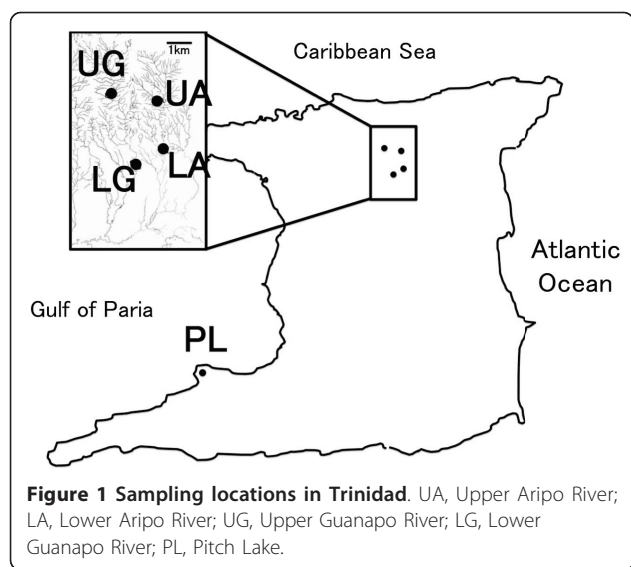 Caribbean Sea
1km
UG
UA
LA
LG
Atlantic
Ocean
Gulf of Paria
PL
Figure 1 Sampling locations in Trinidad. UA, Upper Aripo River;
LA, Lower Aripo River; UG, Upper Guanapo River; LG, Lower
Guanapo River; PL, Pitch Lake.